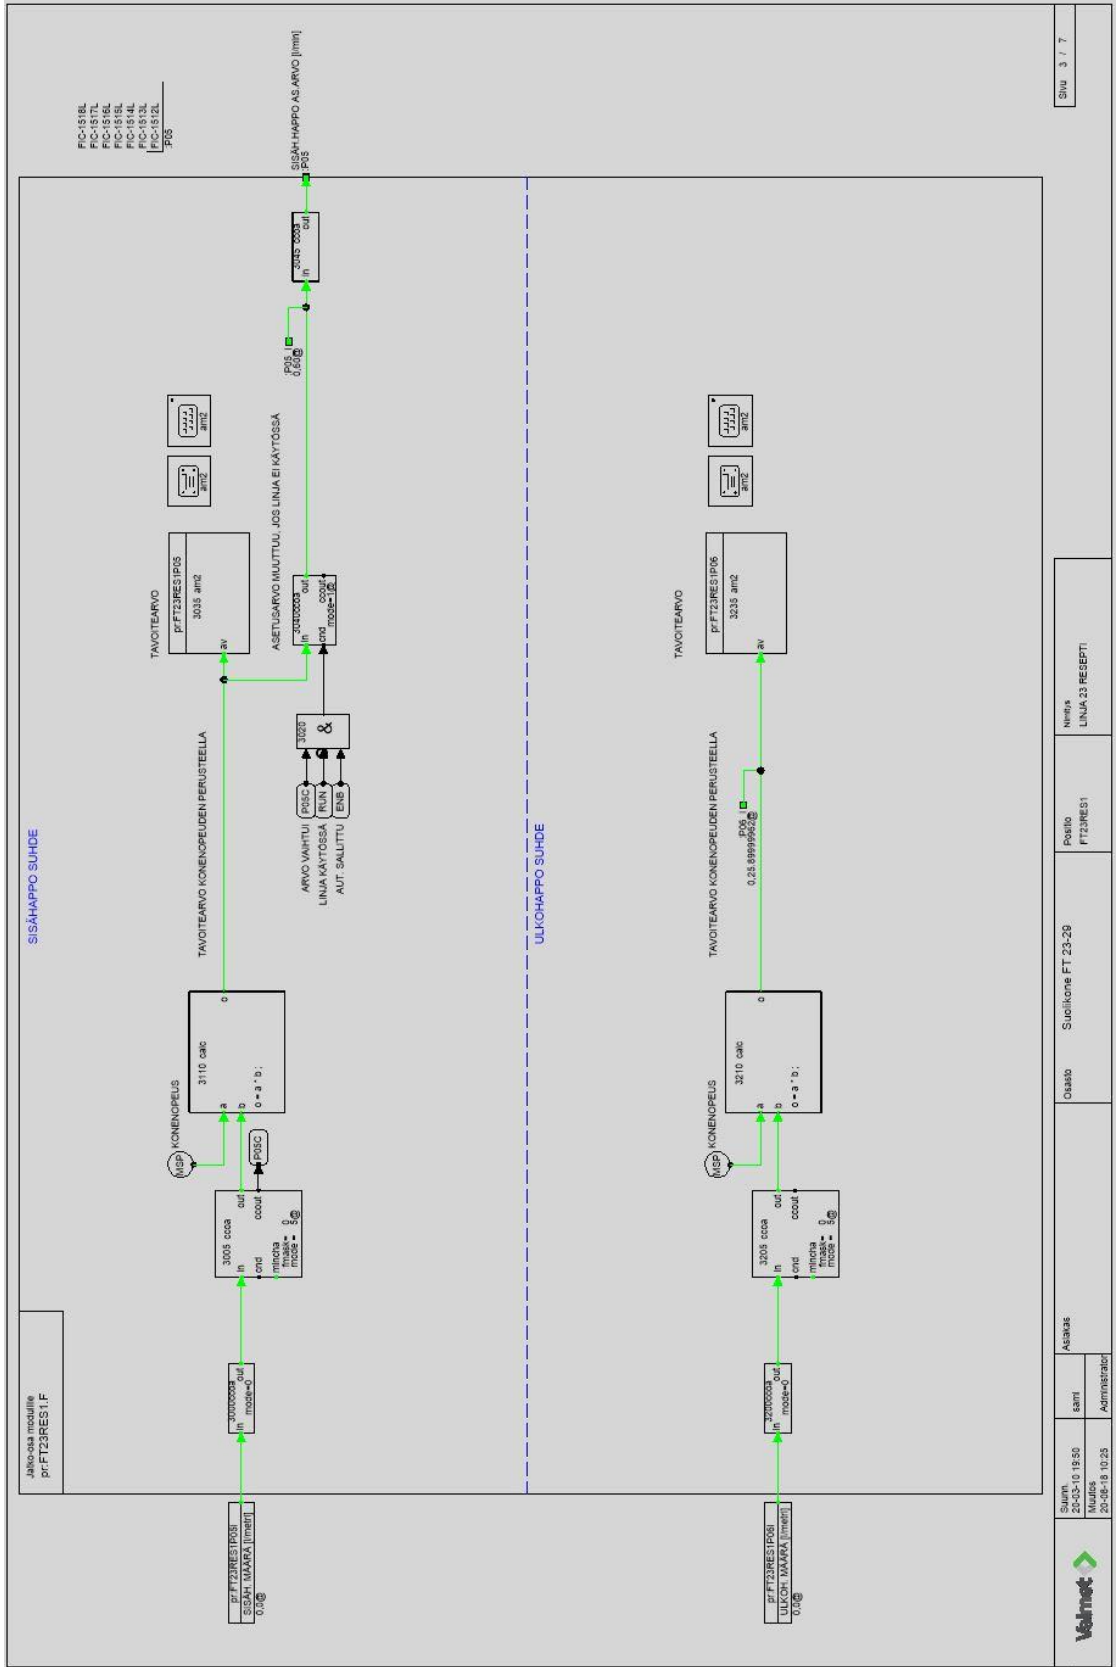 Jatko-osa modulille
pr:FT23RES1.F
SISÄHAPPO SUHDE
FIC-1518L
FIC-1517L
FIC-1516L
FIC-1515L
FIC-1514L
FIC-1513L
FIC-1512L
:P05
pr:FT23RES1P05I
SISÄH. MÄÄRÄ [l/metri]
0,0@
3000ccoa
in
out
mode=0
3005 ccoa
in
out
cnd
ccout
mincha
fmask= 0
mode = 5@
P05C
MSP
KONENOPEUS
3110 calc
a
b
o
o = a * b ;
TAVOITEARVO KONENOPEUDEN PERUSTEELLA
TAVOITEARVO
pr:FT23RES1P05
3035 am2
av
am2
am2
ARVO VAIHTUI
P05C
LINJA KÄYTÖSSÄ
RUN
AUT. SALLITTU
ENB
3020
&
ASETUSARVO MUUTTUU, JOS LINJA EI KÄYTÖSSÄ
3040ccoa
in
out
cnd
ccout
mode=1@
:P05_I
0,60@
3045 ccoa
in
out
SISÄH.HAPPO AS.ARVO [l/min]
:P05
ULKOHAPPO SUHDE
pr:FT23RES1P06I
ULKOH. MÄÄRÄ [l/metri]
0,0@
3200ccoa
in
out
mode=0
3205 ccoa
in
out
cnd
ccout
mincha
fmask= 0
mode = 5@
MSP
KONENOPEUS
3210 calc
a
b
o
o = a * b ;
TAVOITEARVO KONENOPEUDEN PERUSTEELLA
:P06_I
0,25.89999962@
TAVOITEARVO
pr:FT23RES1P06
3235 am2
av
am2
am2
Valmet
Suunn.
20-03-10 19:50
sami
Muutos
20-08-18 10:25
Administrator
Asiakas
Osasto
Suolikone FT 23-29
Positio
FT23RES1
Nimitys
LINJA 23 RESEPTI
Sivu 3 / 7